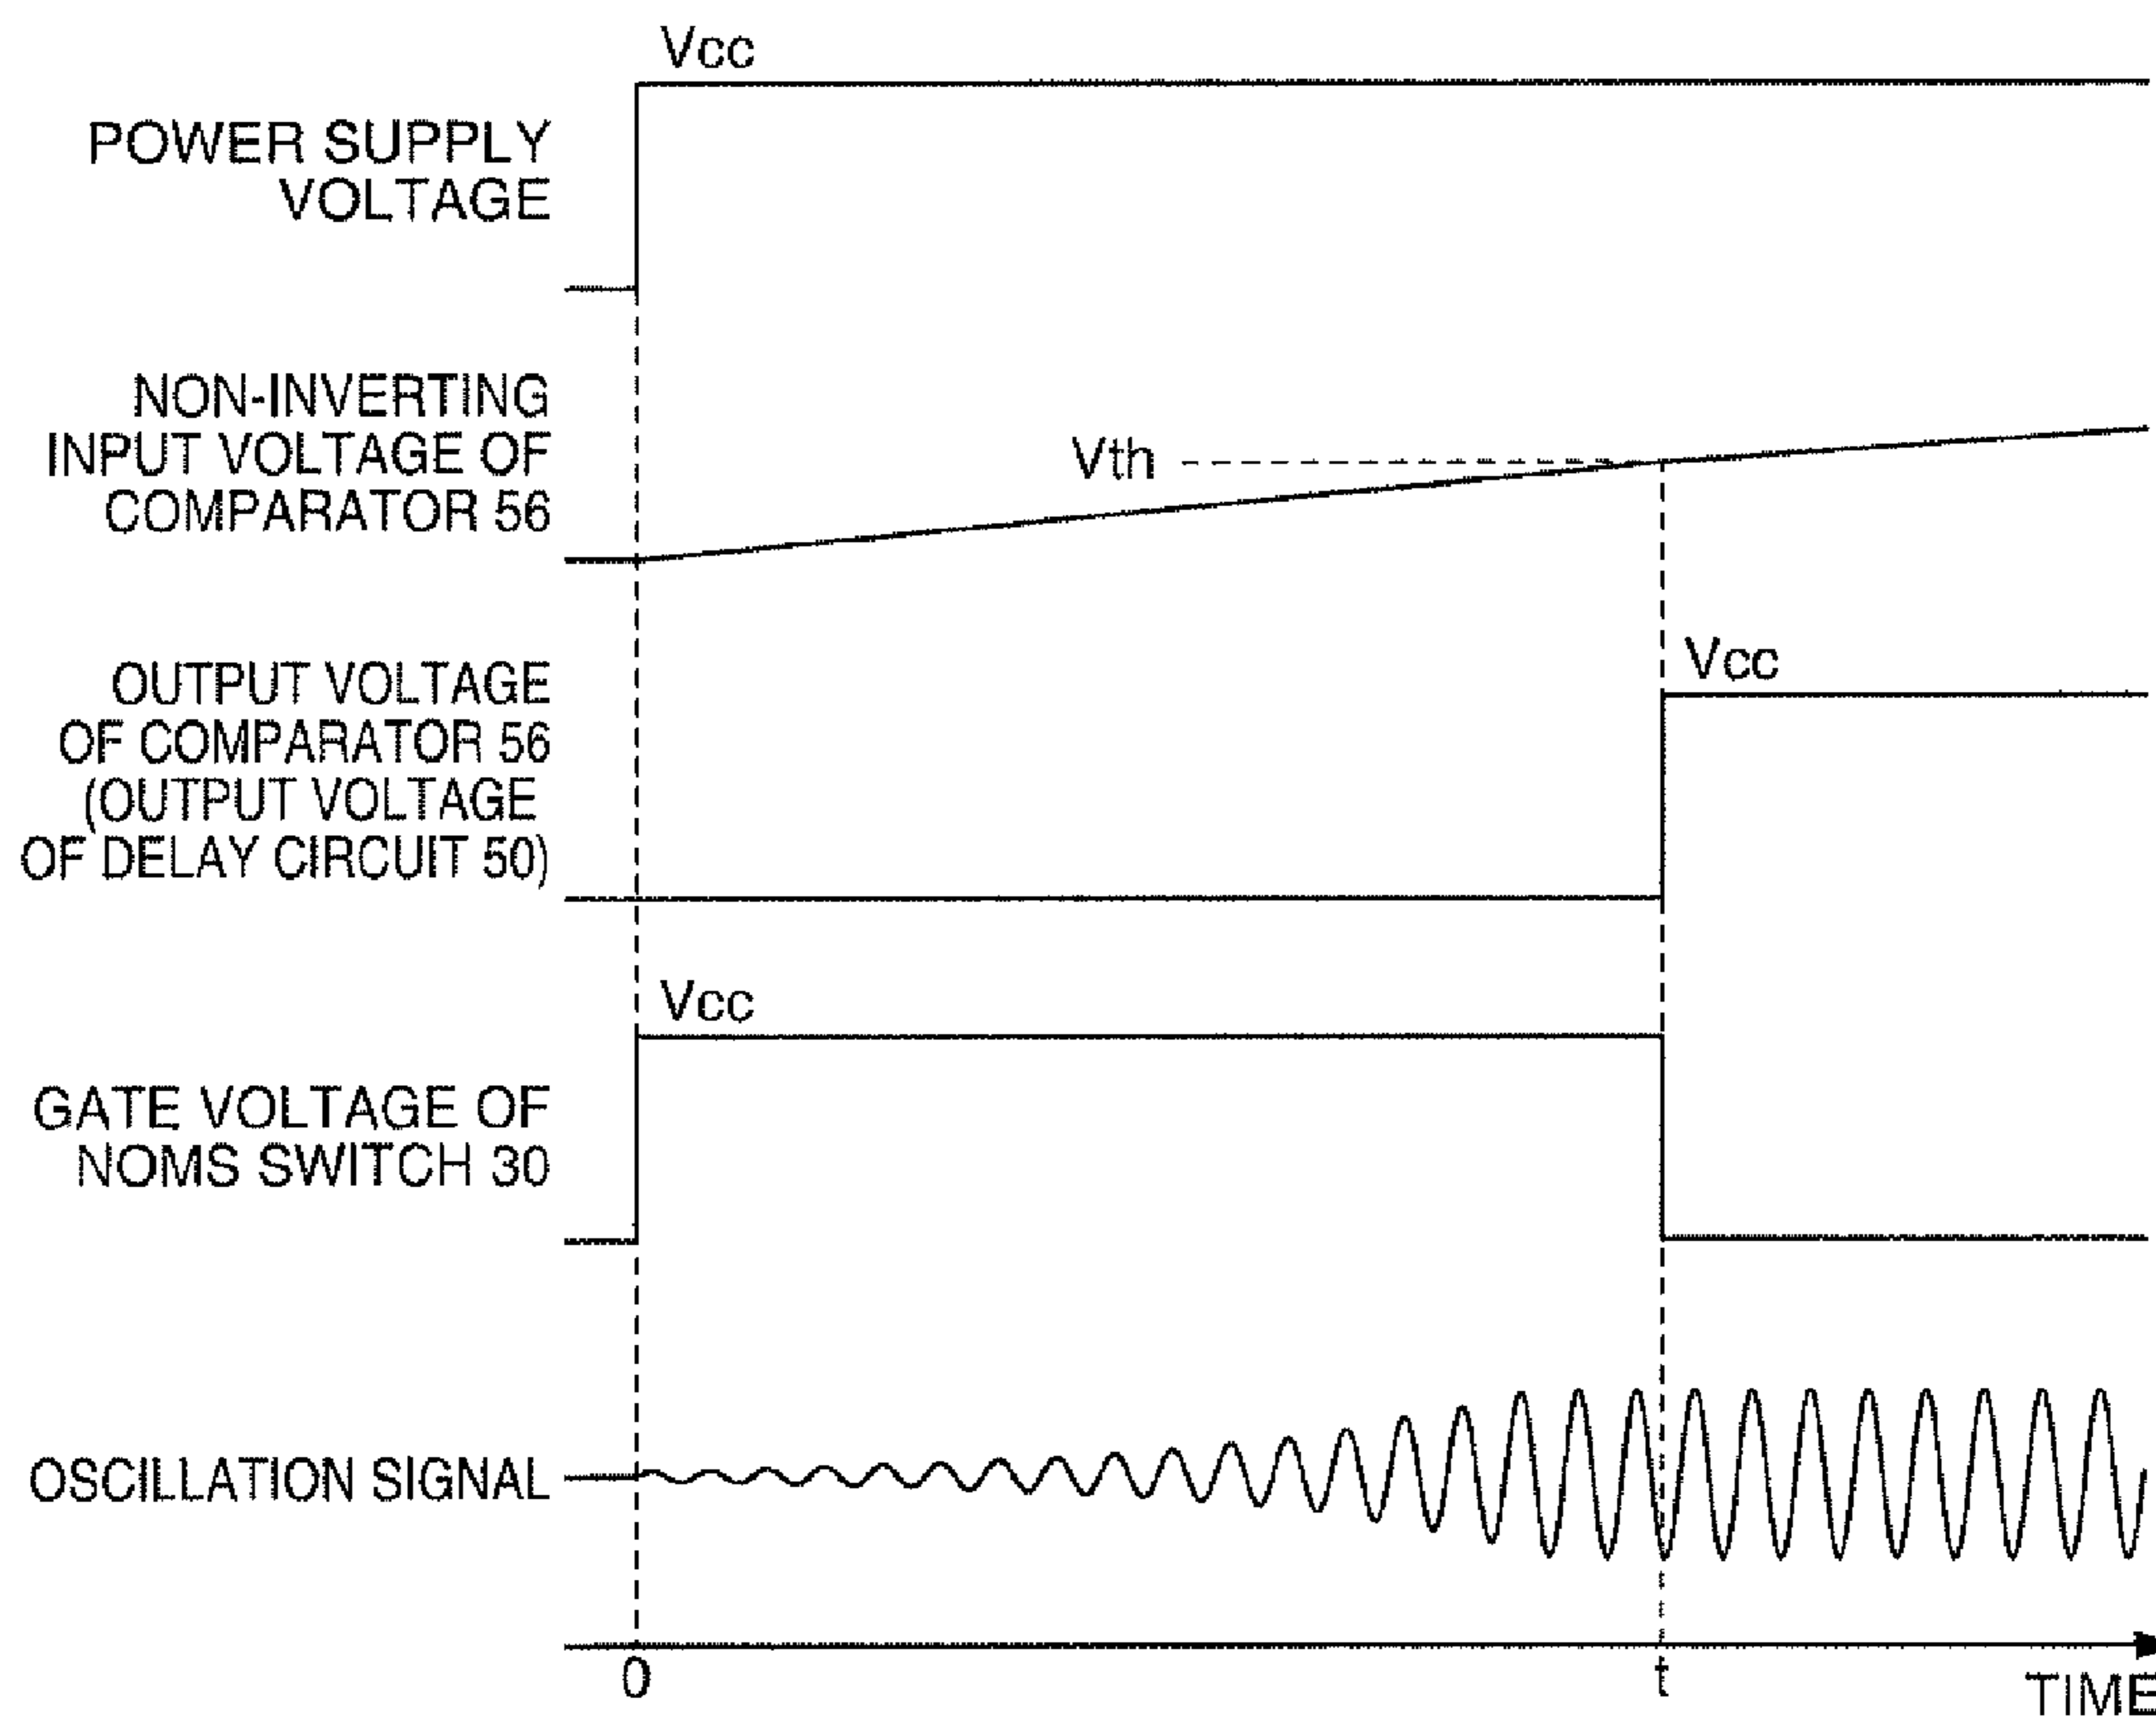 Vcc
POWER SUPPLY
VOLTAGE
NON-INVERTING
INPUT VOLTAGE OF
COMPARATOR 56
Vth
OUTPUT VOLTAGE
OF COMPARATOR 56
(OUTPUT VOLTAGE
OF DELAY CIRCUIT 50)
Vcc
Vcc
GATE VOLTAGE OF
NOMS SWITCH 30
OSCILLATION SIGNAL
0
t
TIME